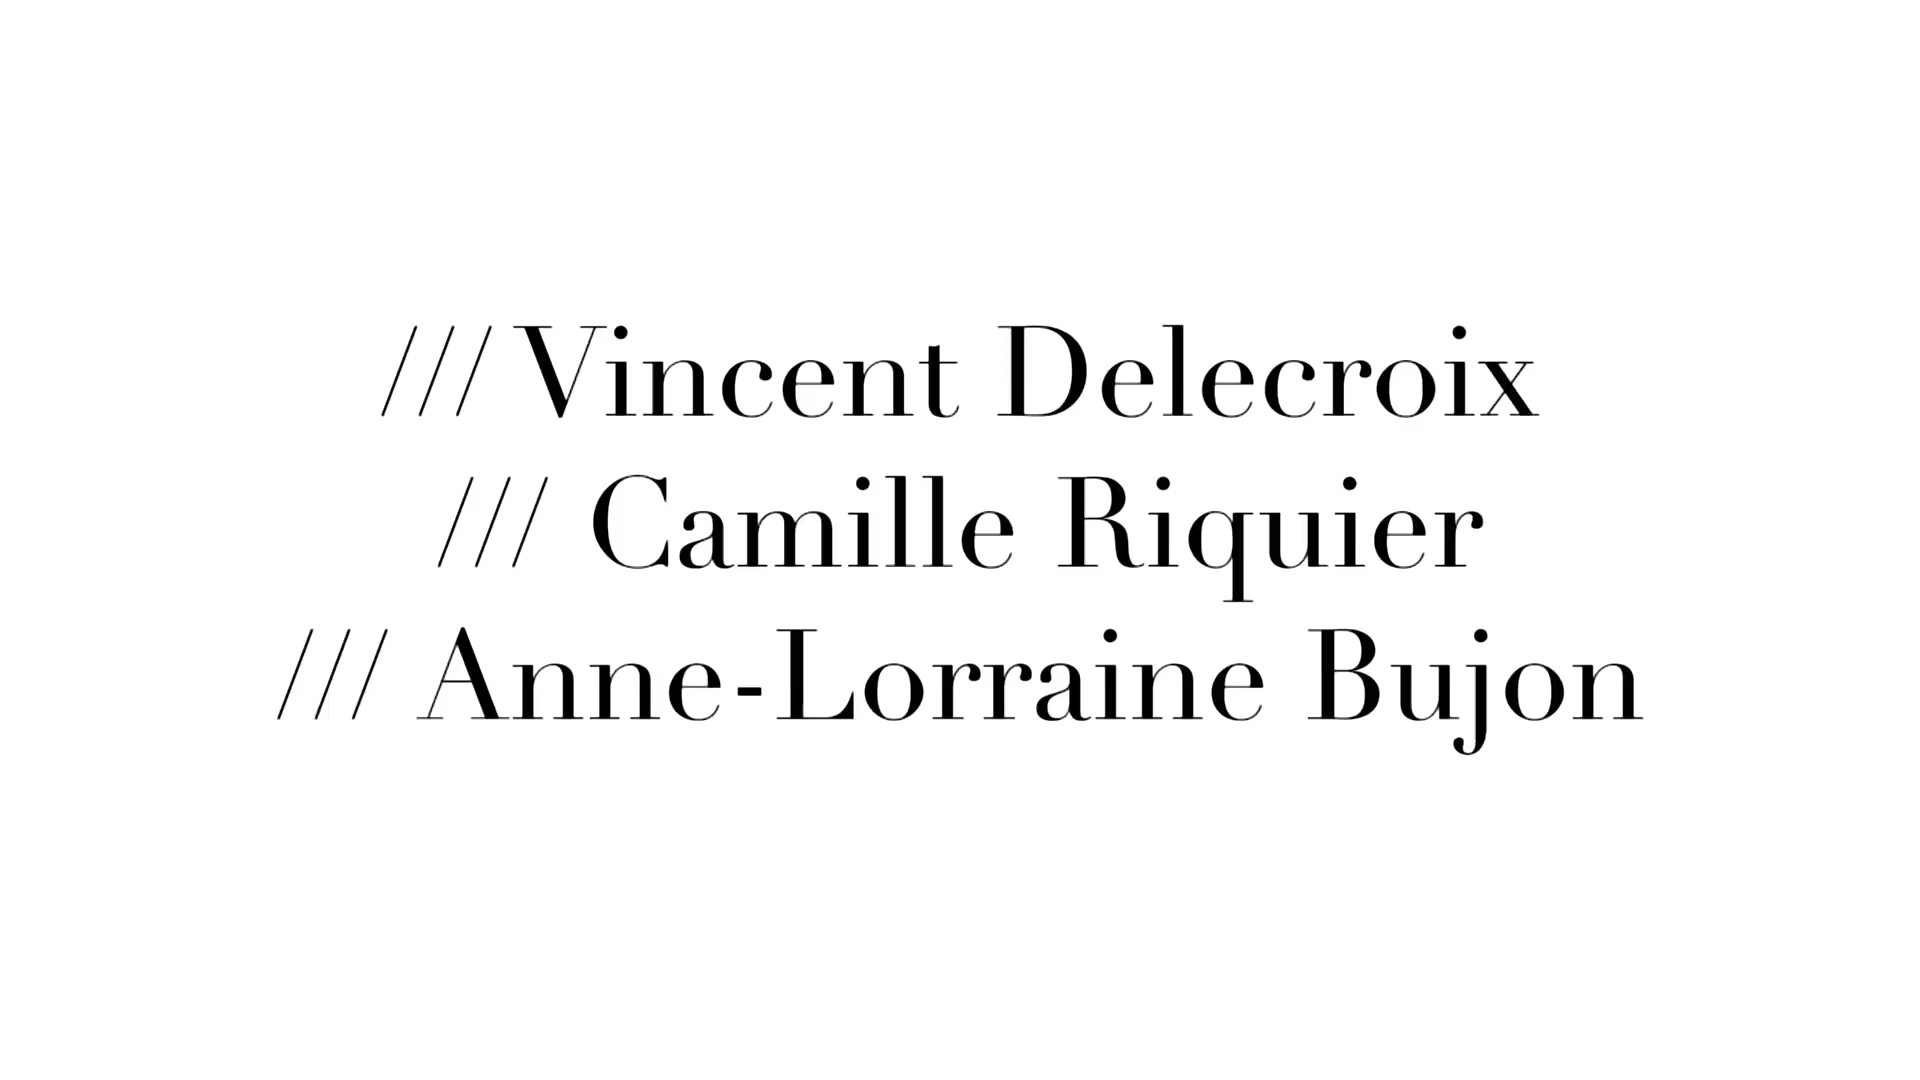 /// Vincent Delecroix
/// Camille Riquier
/// Anne-Lorraine Bujon